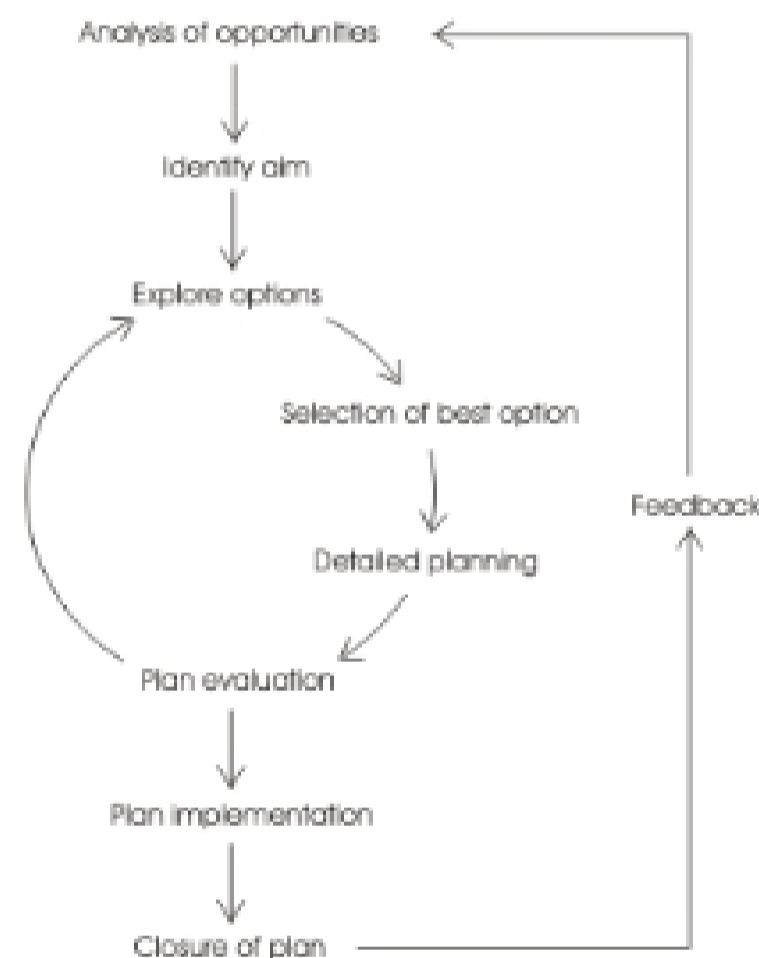 Analysis of opportunities
Identify aim
Explore options
Selection of best option
Feedback
Detailed planning
Plan evaluation
Plan implementation
Closure of plan